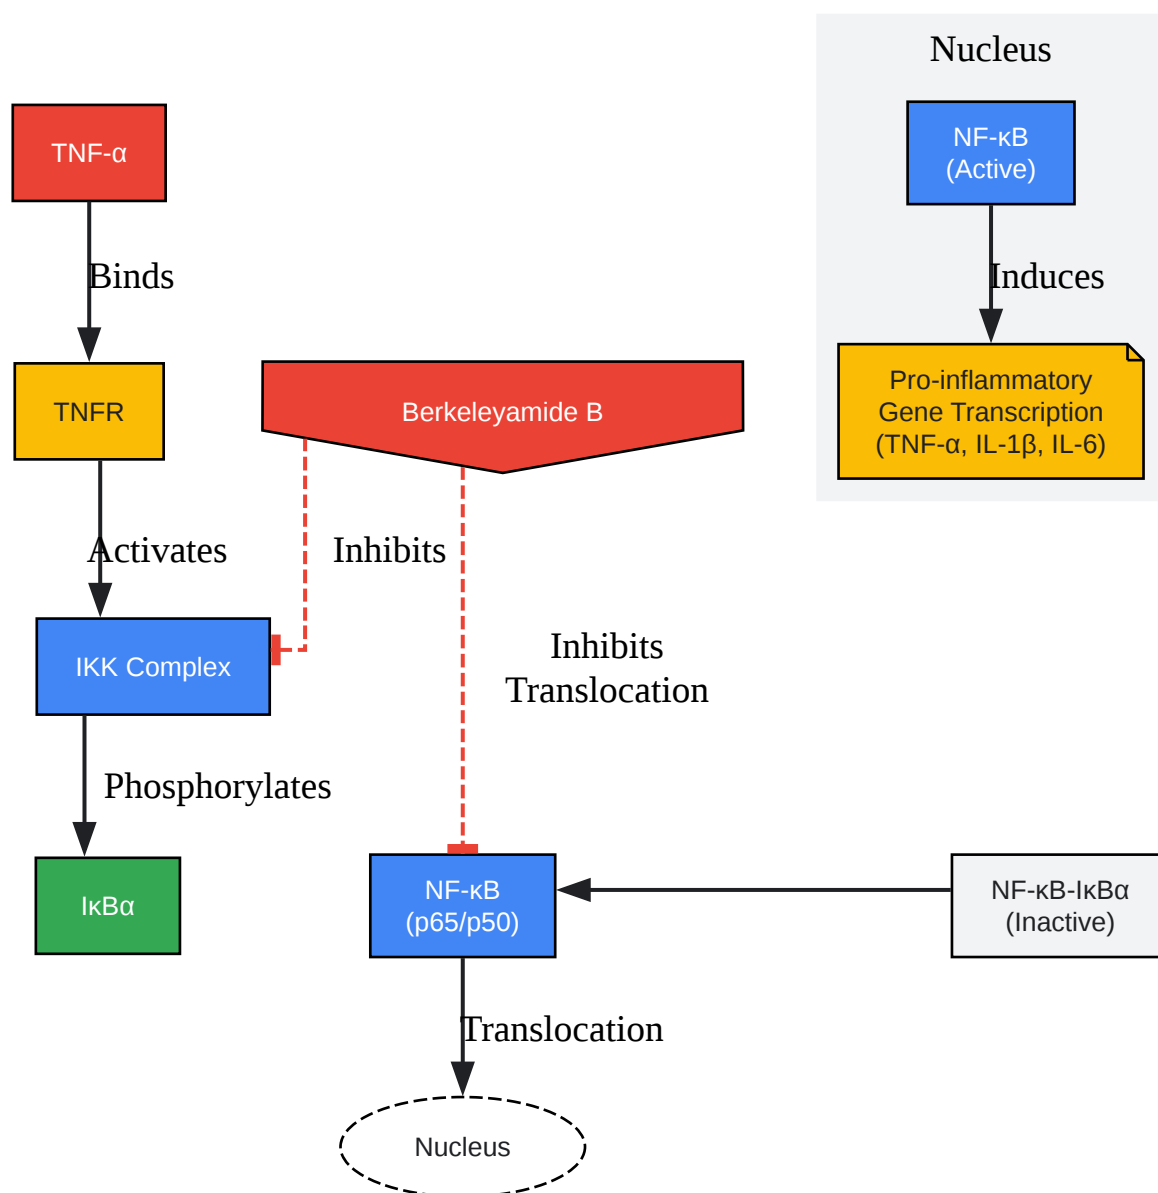 Nucleus
TNF-α
NF-κB
(Active)
Binds
Induces
TNFR
Berkeleyamide B
Pro-inflammatory
Gene Transcription
(TNF-α, IL-1β, IL-6)
Activates
Inhibits
IKK Complex
Inhibits
Translocation
Phosphorylates
IκBα
NF-κB
(p65/p50)
NF-κB-IκBα
(Inactive)
Translocation
Nucleus